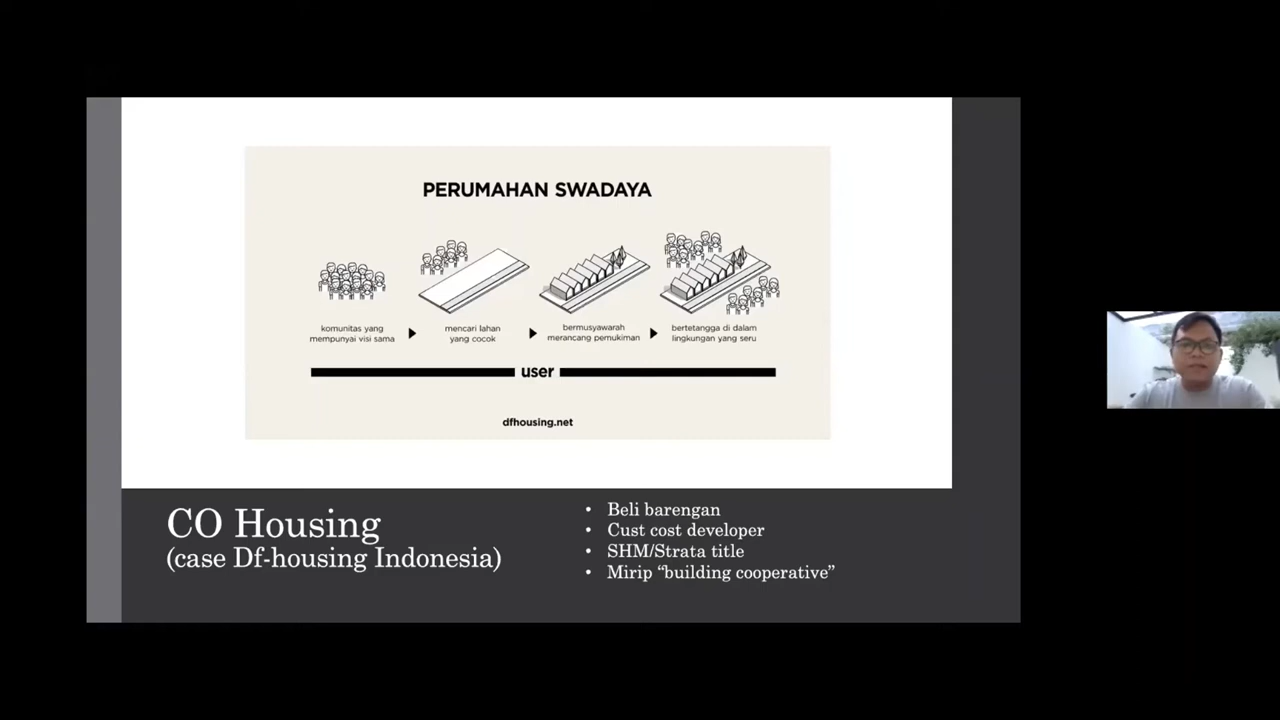 PERUMAHAN SWADAYA
komunitas yang
mempunyai visi sama
mencari lahan
yang cocok
bermusyawarah
merancang pemukiman
bertetangga di dalam
lingkungan yang seru
user
dfhousing.net
CO Housing
(case Df-housing Indonesia)
• Beli barengan
• Cust cost developer
• SHM/Strata title
• Mirip “building cooperative”